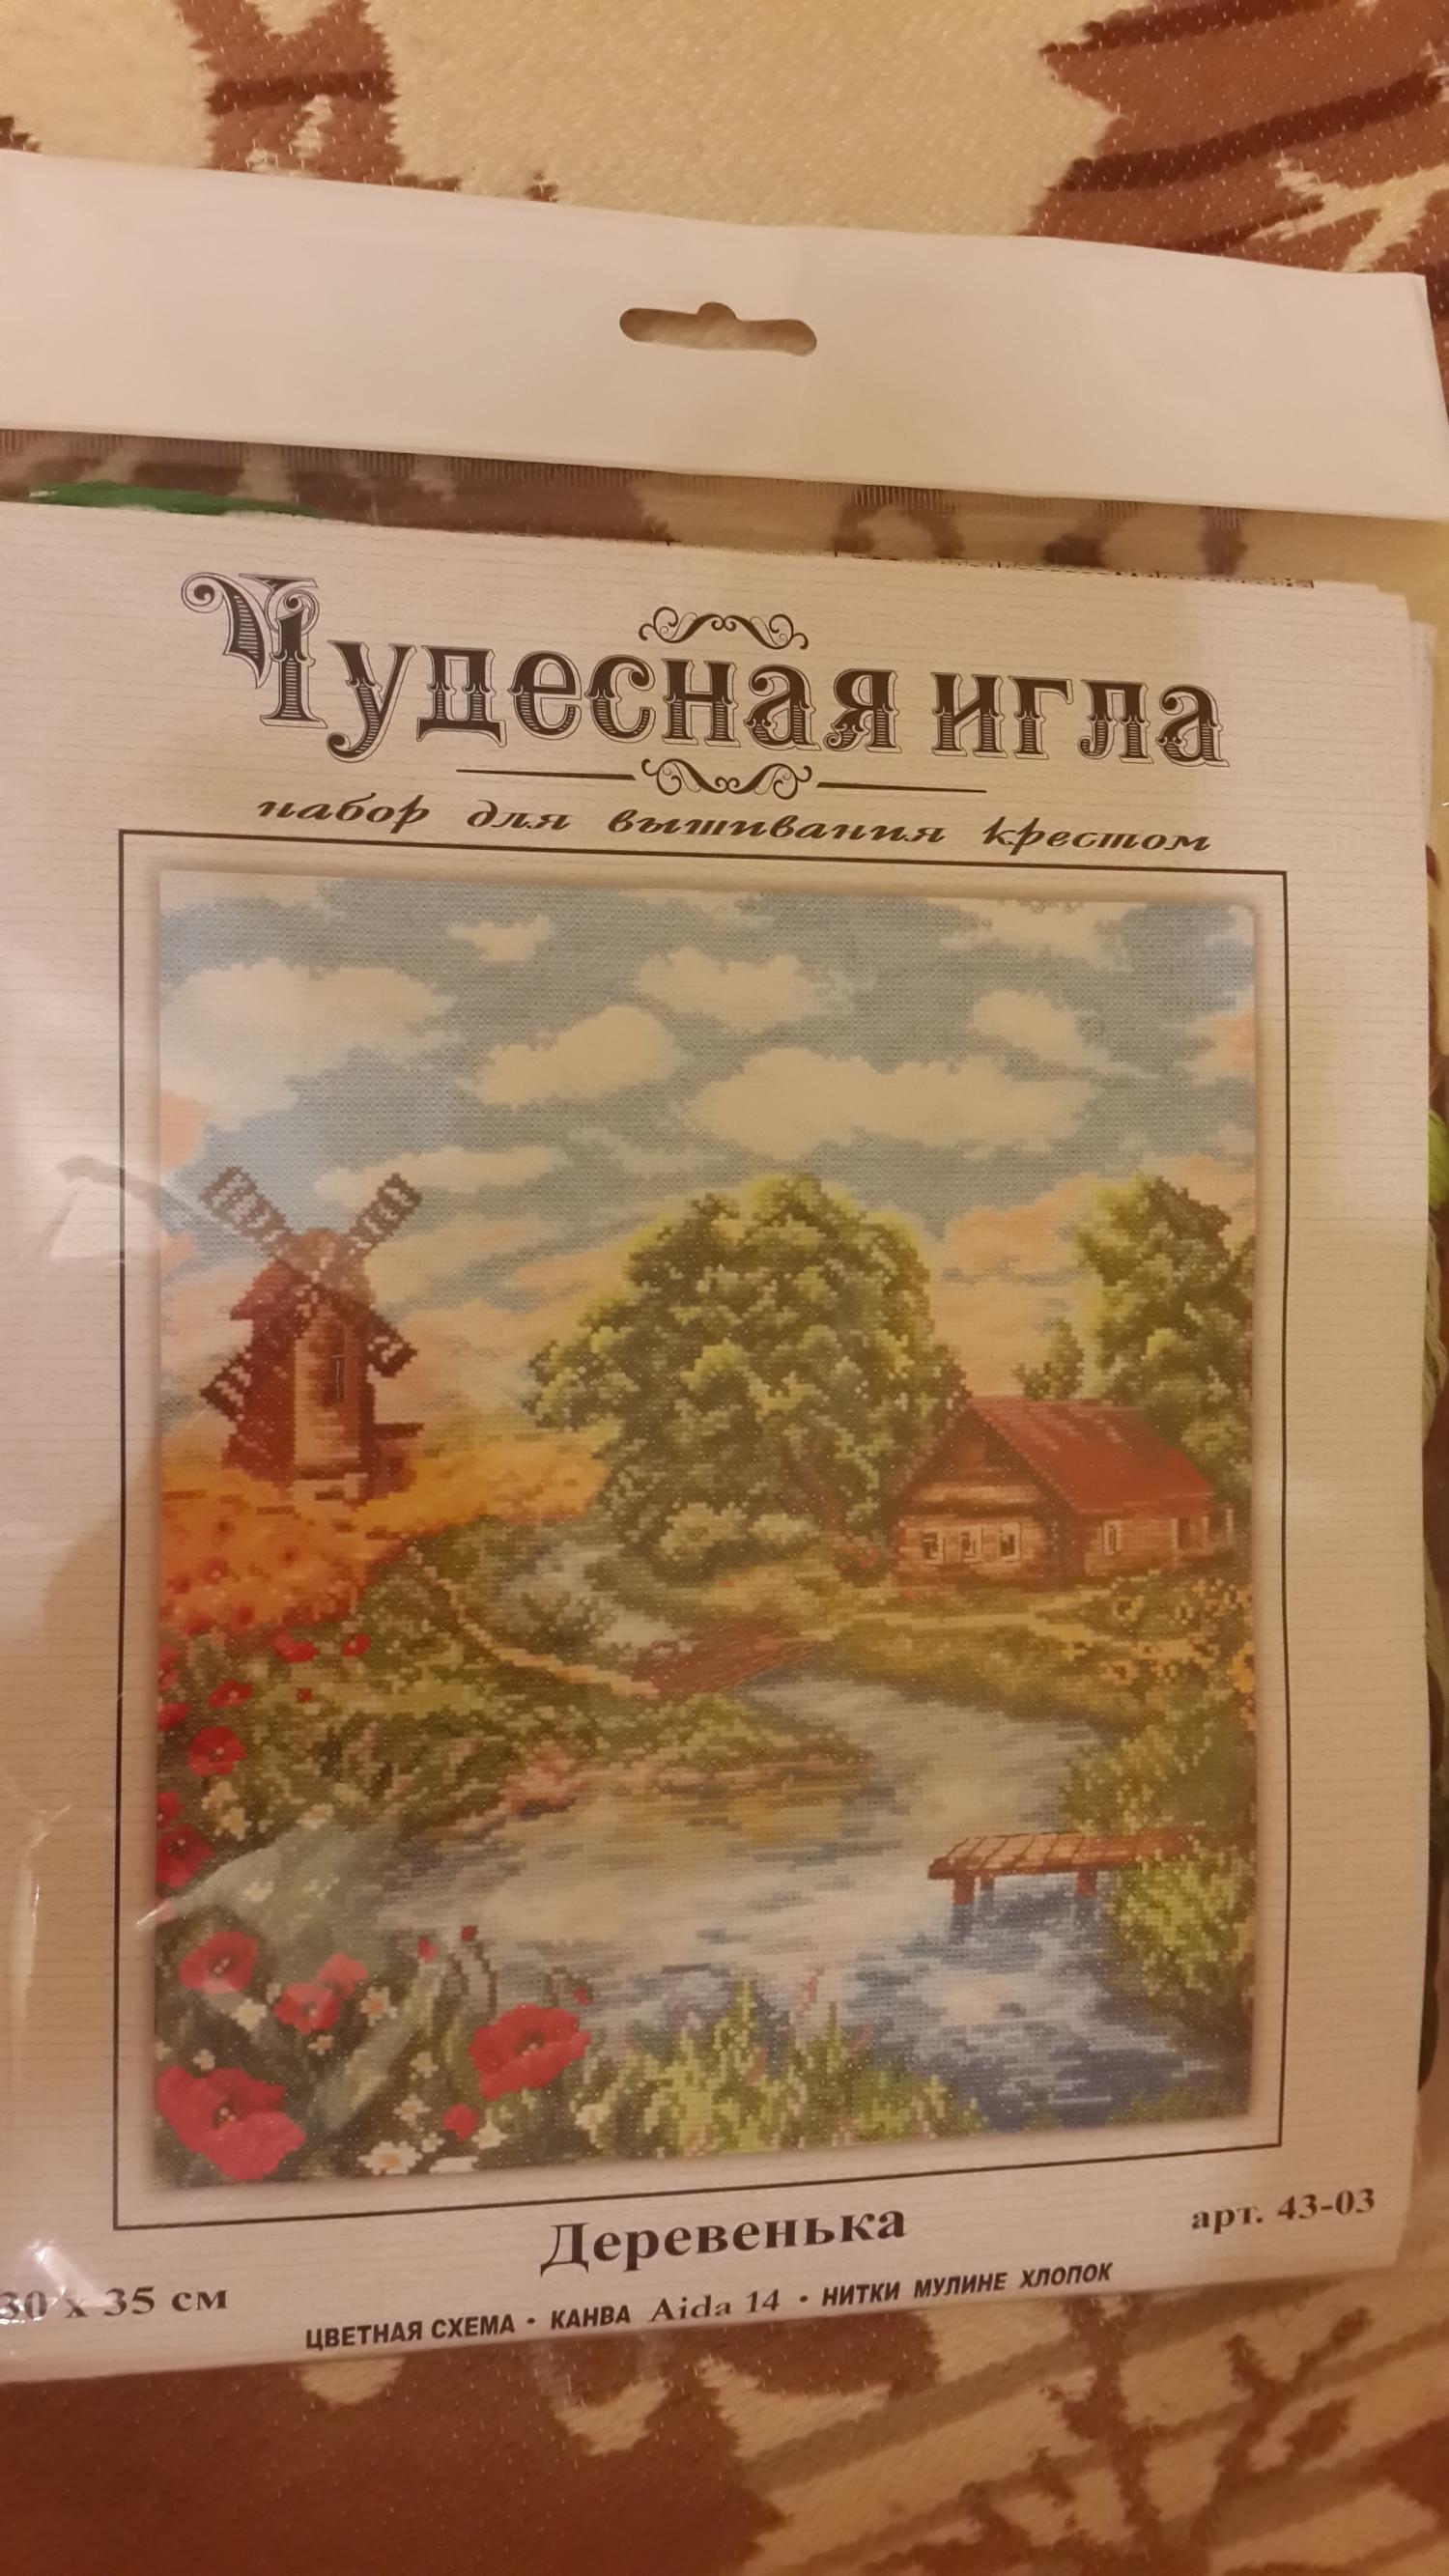 Чудесная игла
набор для вышивания крестом
Деревенька
арт. 43-03
30 x 35 см
ЦВЕТНАЯ СХЕМА • КАНВА Aida 14 • НИТКИ МУЛИНЕ ХЛОПОК